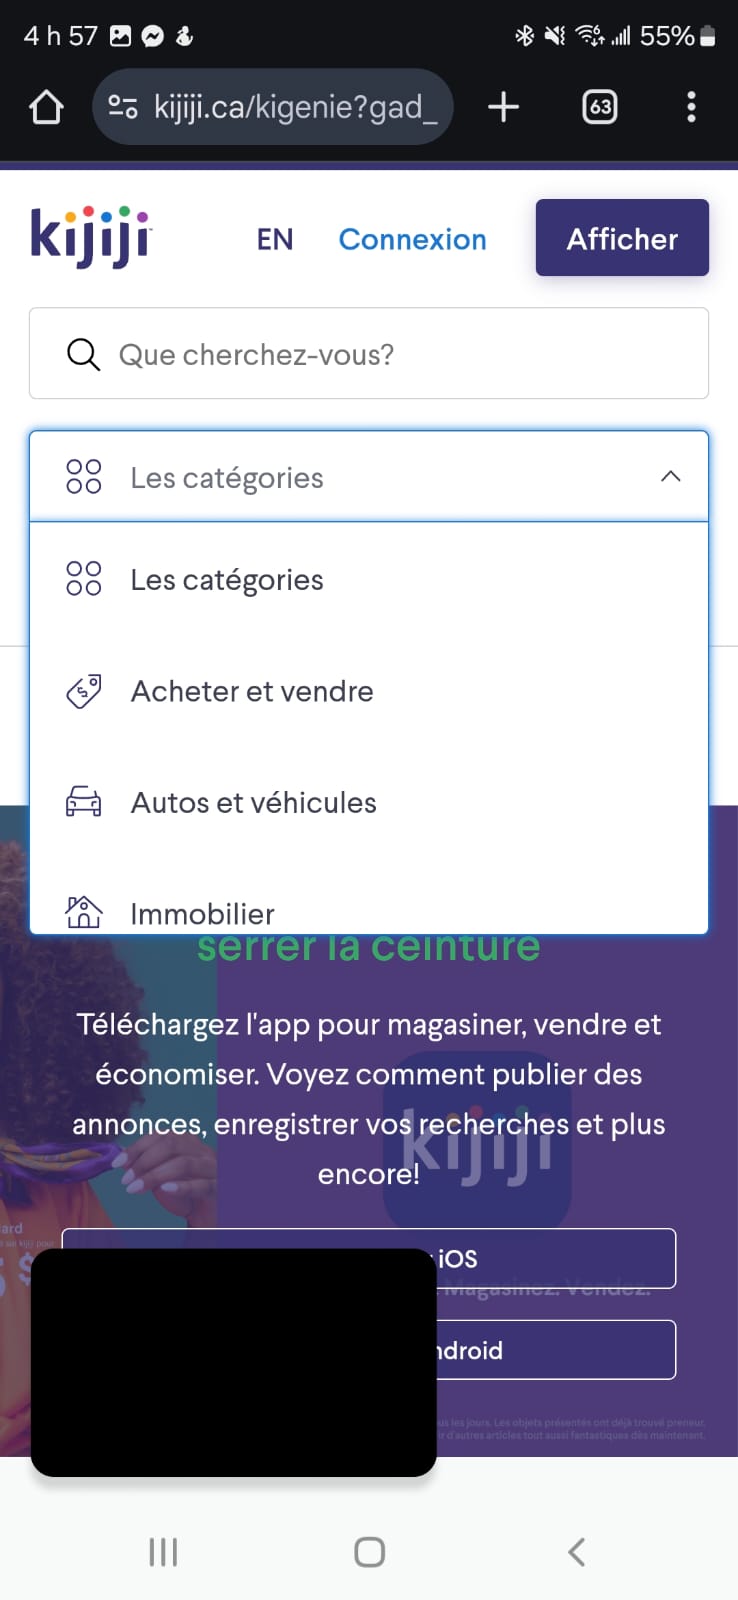 4 h 57
55%
kijiji.ca/kigenie?gad_
63
kijiji
EN
Connexion
Afficher
Que cherchez-vous?
Les catégories
Les catégories
Acheter et vendre
Autos et véhicules
Immobilier
serrer la ceinture
Téléchargez l'app pour magasiner, vendre et
économiser. Voyez comment publier des
annonces, enregistrer vos recherches et plus
encore!
kijiji
iOS
Magasinez. Vendez.
ndroid
us les jours. Les objets présentés ont déjà trouvé preneur.
ir d'autres articles tout aussi fantastiques dès maintenant.